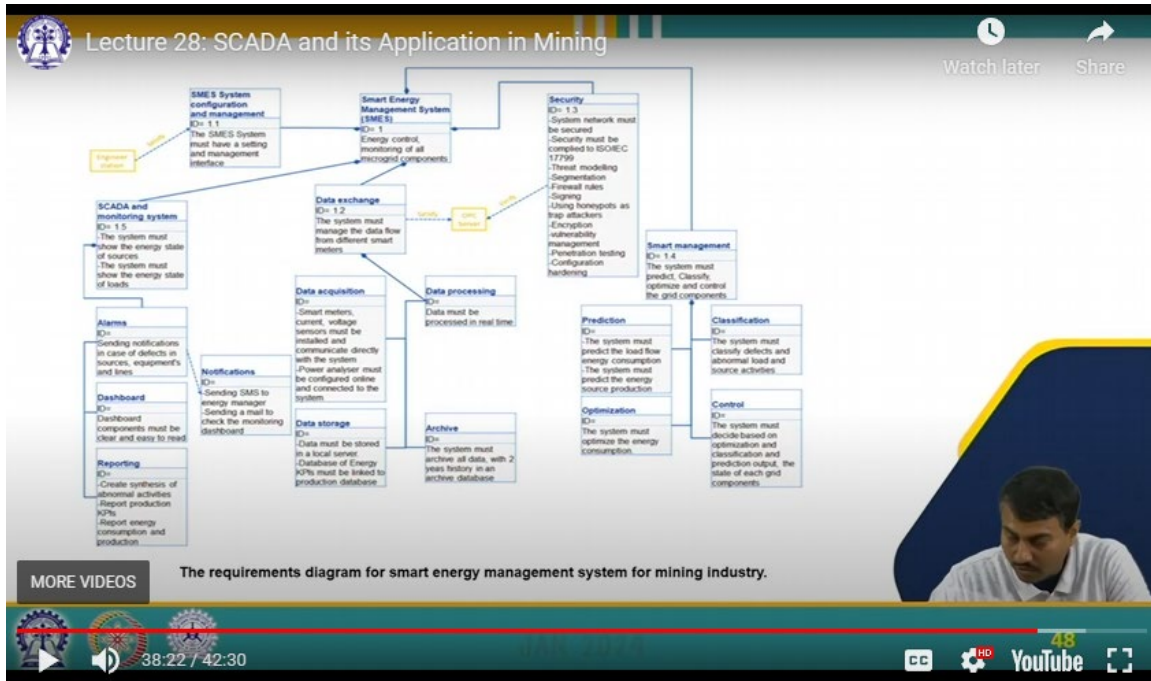 Lecture 28: SCADA and its Application in Mining
Watch later
Share
SMES System
configuration
and management
ID= 1.1
The SMES System
must have a setting
and management
interface
Smart Energy
Management System
(SMES)
ID= 1
Energy control,
monitoring of all
microgrid components
Security
ID= 1.3
-System network must
be secured
-Security must be
complied to ISO/IEC
17799
-Threat modelling
-Segmentation
-Firewall rules
-Signing
-Using honeypots as
trap attackers
-Encryption
-vulnerability
management
-Penetration testing
-Configuration
hardening
Engineer
station
satisfy
SCADA and
monitoring system
ID= 1.5
-The system must
show the energy state
of sources
-The system must
show the energy state
of loads
Data exchange
ID= 1.2
The system must
manage the data flow
from different smart
meters
satisfy
OPC
Server
satisfy
Smart management
ID= 1.4
The system must
predict, Classify,
optimize and control
the grid components
Alarms
ID=
Sending notifications
in case of defects in
sources, equipment's
and lines
Notifications
ID=
-Sending SMS to
energy manager
-Sending a mail to
check the monitoring
dashboard
Dashboard
ID=
Dashboard
components must be
clear and easy to read
Reporting
ID=
-Create synthesis of
abnormal activities
-Report production
KPIs
-Report energy
consumption and
production
Data acquisition
ID=
-Smart meters,
current, voltage
sensors must be
installed and
communicate directly
with the system
-Power analyser must
be configured online
and connected to the
system
Data processing
ID=
Data must be
processed in real time
Data storage
ID=
-Data must be stored
in a local server.
-Database of Energy
KPIs must be linked to
production database
Archive
ID=
The system must
archive all data, with 2
years history in an
archive database
Prediction
ID=
-The system must
predict the load flow
energy consumption
-The system must
predict the energy
source production
Classification
ID=
The system must
classify defects and
abnormal load and
source activities
Optimization
ID=
The system must
optimize the energy
consumption.
Control
ID=
The system must
decide based on
optimization and
classification and
prediction output, the
state of each grid
components
MORE VIDEOS
The requirements diagram for smart energy management system for mining industry.
JAN 2024
48
38:22 / 42:30
CC
HD
YouTube